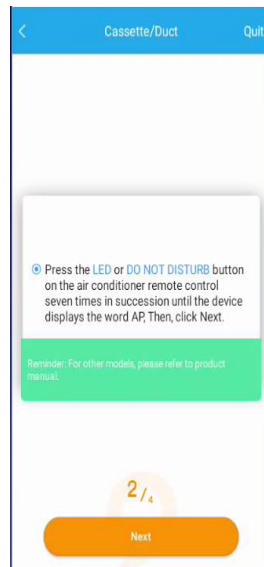 Cassette/Duct
Quit
Press the LED or DO NOT DISTURB button
on the air conditioner remote control
seven times in succession until the device
displays the word AP, Then, click Next.
Reminder: For other models, please refer to product
manual.
2/4
Next